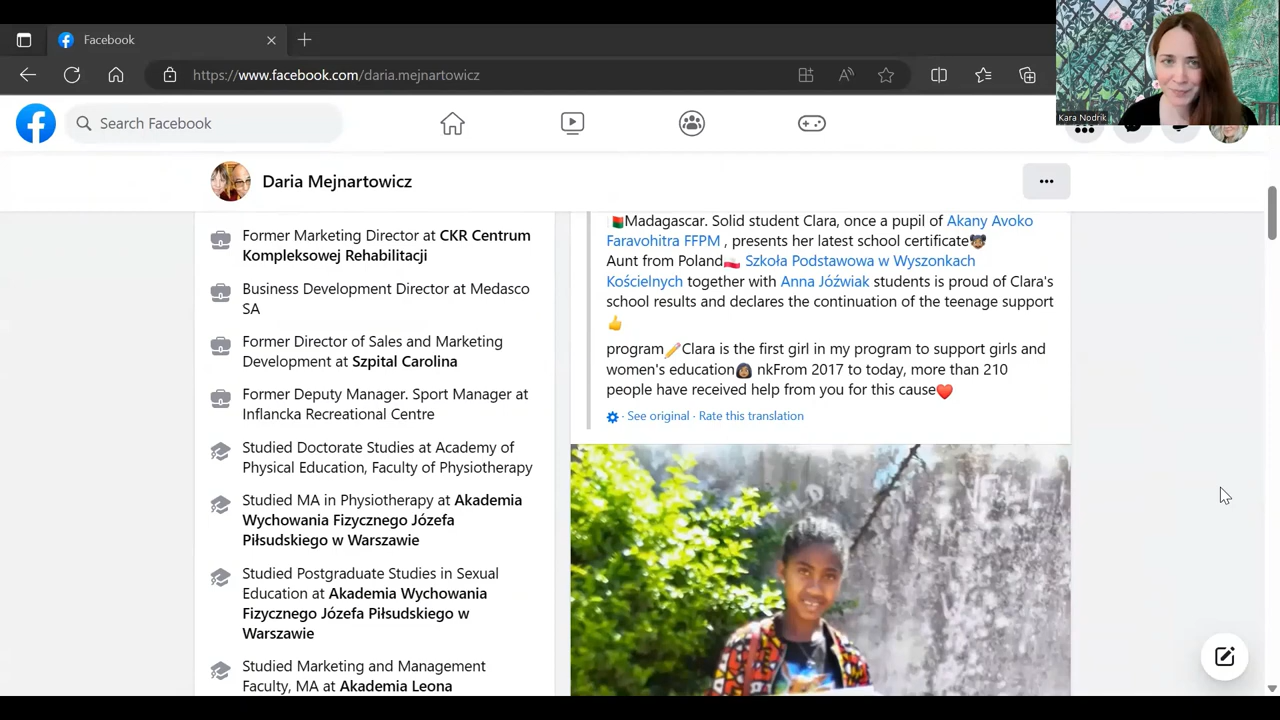 Facebook
https://www.facebook.com/daria.mejnartowicz
Kara Nodrik
Search Facebook
Daria Mejnartowicz
Former Marketing Director at CKR Centrum
Kompleksowej Rehabilitacji
Business Development Director at Medasco
SA
Former Director of Sales and Marketing
Development at Szpital Carolina
Former Deputy Manager. Sport Manager at
Inflancka Recreational Centre
Studied Doctorate Studies at Academy of
Physical Education, Faculty of Physiotherapy
Studied MA in Physiotherapy at Akademia
Wychowania Fizycznego Józefa
Piłsudskiego w Warszawie
Studied Postgraduate Studies in Sexual
Education at Akademia Wychowania
Fizycznego Józefa Piłsudskiego w
Warszawie
Studied Marketing and Management
Faculty, MA at Akademia Leona
🇲🇬Madagascar. Solid student Clara, once a pupil of Akany Avoko
Faravohitra FFPM , presents her latest school certificate👧🏾
Aunt from Poland🇵🇱 Szkoła Podstawowa w Wyszonkach
Kościelnych together with Anna Jóźwiak students is proud of Clara's
school results and declares the continuation of the teenage support
👍
program✏️Clara is the first girl in my program to support girls and
women's education👩🏽 nkFrom 2017 to today, more than 210
people have received help from you for this cause❤️
· See original · Rate this translation